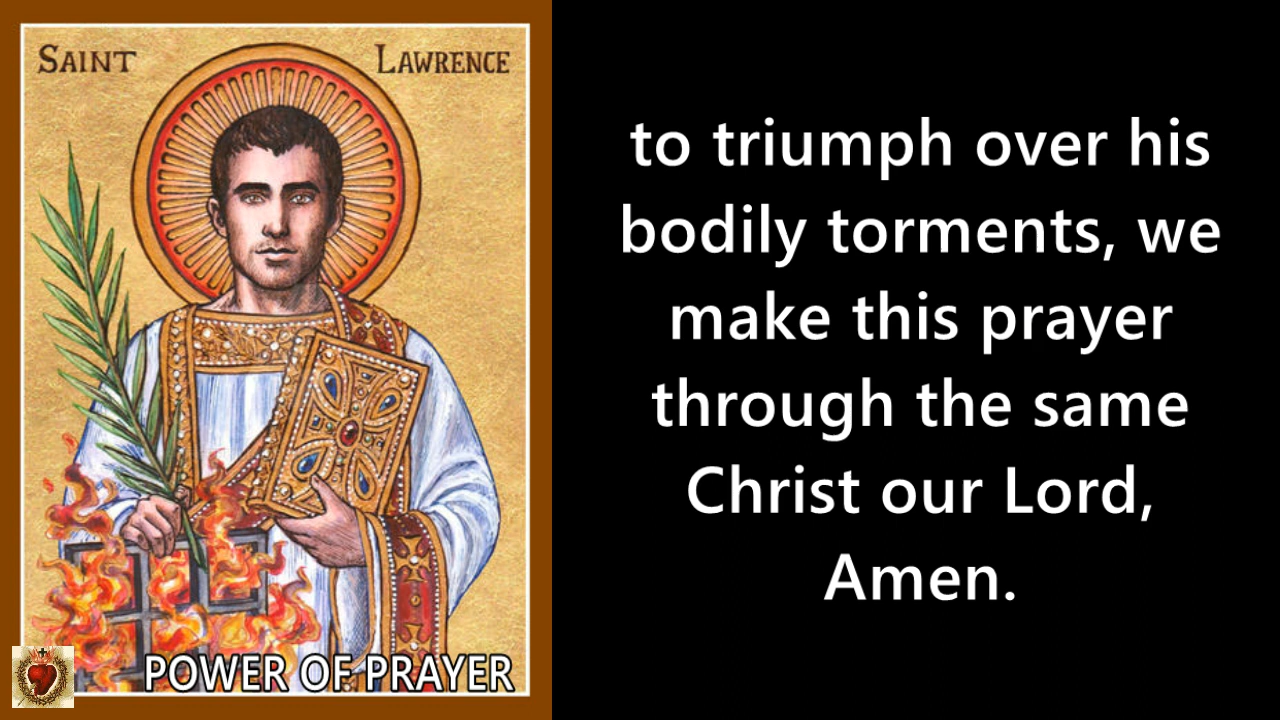 SAINT LAWRENCE
POWER OF PRAYER
to triumph over his
bodily torments, we
make this prayer
through the same
Christ our Lord,
Amen.